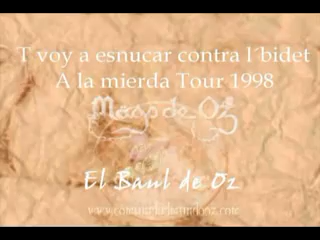 T voy a esnucar contra l´bidet
A la mierda Tour 1998
Mago de Oz
El Baul de Oz